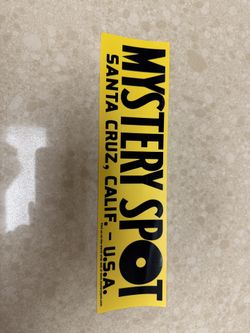 MYSTERY SPOT
SANTA CRUZ, CALIF. – U.S.A.